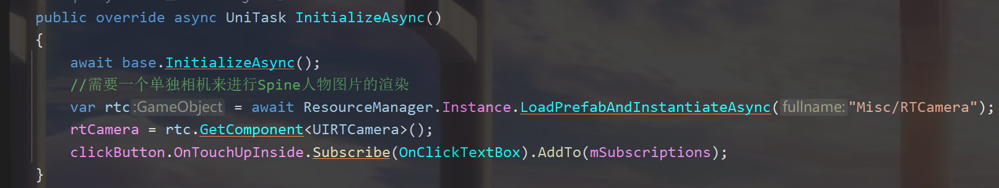 public override async UniTask InitializeAsync()
{
await base.InitializeAsync();
//需要一个单独相机来进行Spine人物图片的渲染
var rtc:GameObject = await ResourceManager.Instance.LoadPrefabAndInstantiateAsync(fullname:"Misc/RTCamera");
rtCamera = rtc.GetComponent<UIRTCamera>();
clickButton.OnTouchUpInside.Subscribe(OnClickTextBox).AddTo(mSubscriptions);
}